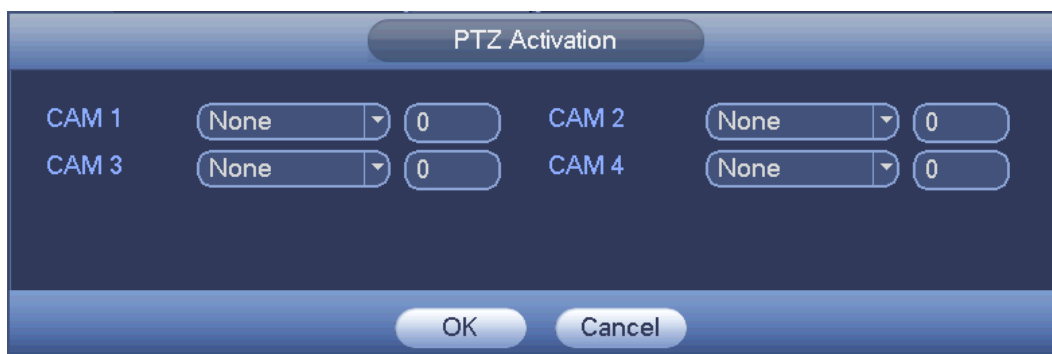 PTZ Activation
CAM 1 None 0 CAM 2 None 0
CAM 3 None 0 CAM 4 None 0
OK Cancel